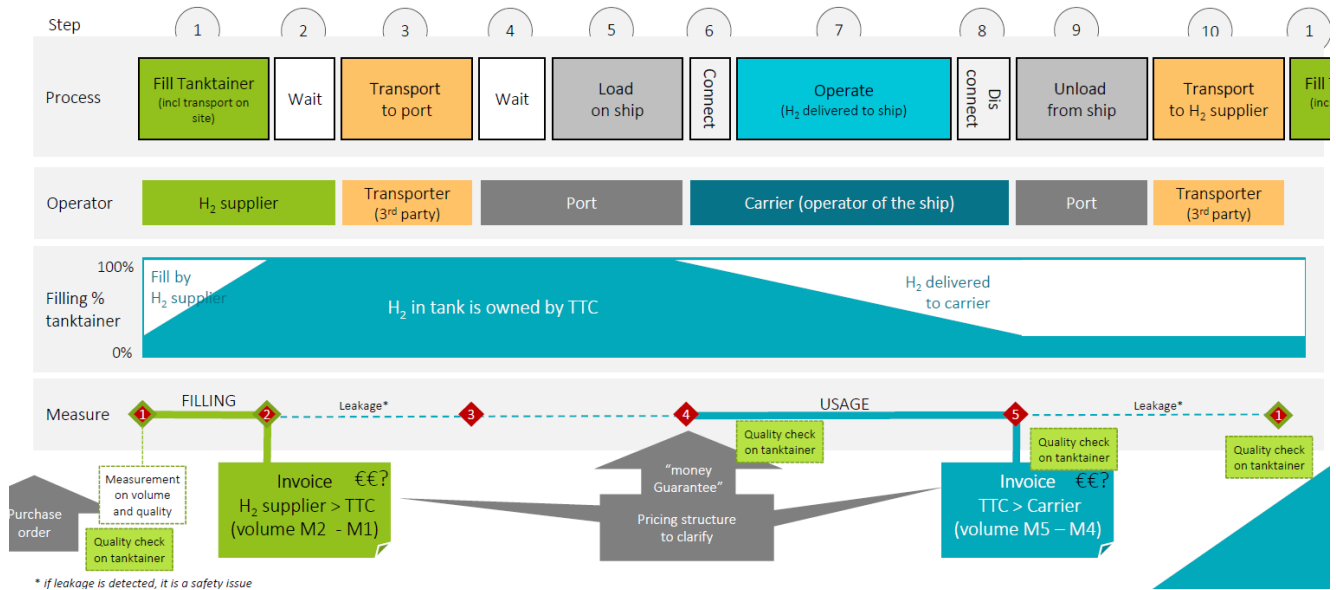 Step
1
2
3
4
5
6
7
8
9
10
1
Process
Fill Tanktainer
(incl transport on
site)
Wait
Transport
to port
Wait
Load
on ship
Connect
Operate
(H₂ delivered to ship)
Dis
connect
Unload
from ship
Transport
to H₂ supplier
Fill T
(inc
Operator
H₂ supplier
Transporter
(3rd party)
Port
Carrier (operator of the ship)
Port
Transporter
(3rd party)
Filling %
tanktainer
100%
0%
Fill by
H₂ supplier
H₂ in tank is owned by TTC
H₂ delivered
to carrier
Measure
1
FILLING
2
Leakage*
3
4
USAGE
5
Leakage*
1
Quality check
on tanktainer
Quality check
on tanktainer
Quality check
on tanktainer
Purchase
order
Measurement
on volume
and quality
Quality check
on tanktainer
Invoice €€?
H₂ supplier > TTC
(volume M2 - M1)
"money
Guarantee"
Pricing structure
to clarify
Invoice €€?
TTC > Carrier
(volume M5 – M4)
* if leakage is detected, it is a safety issue